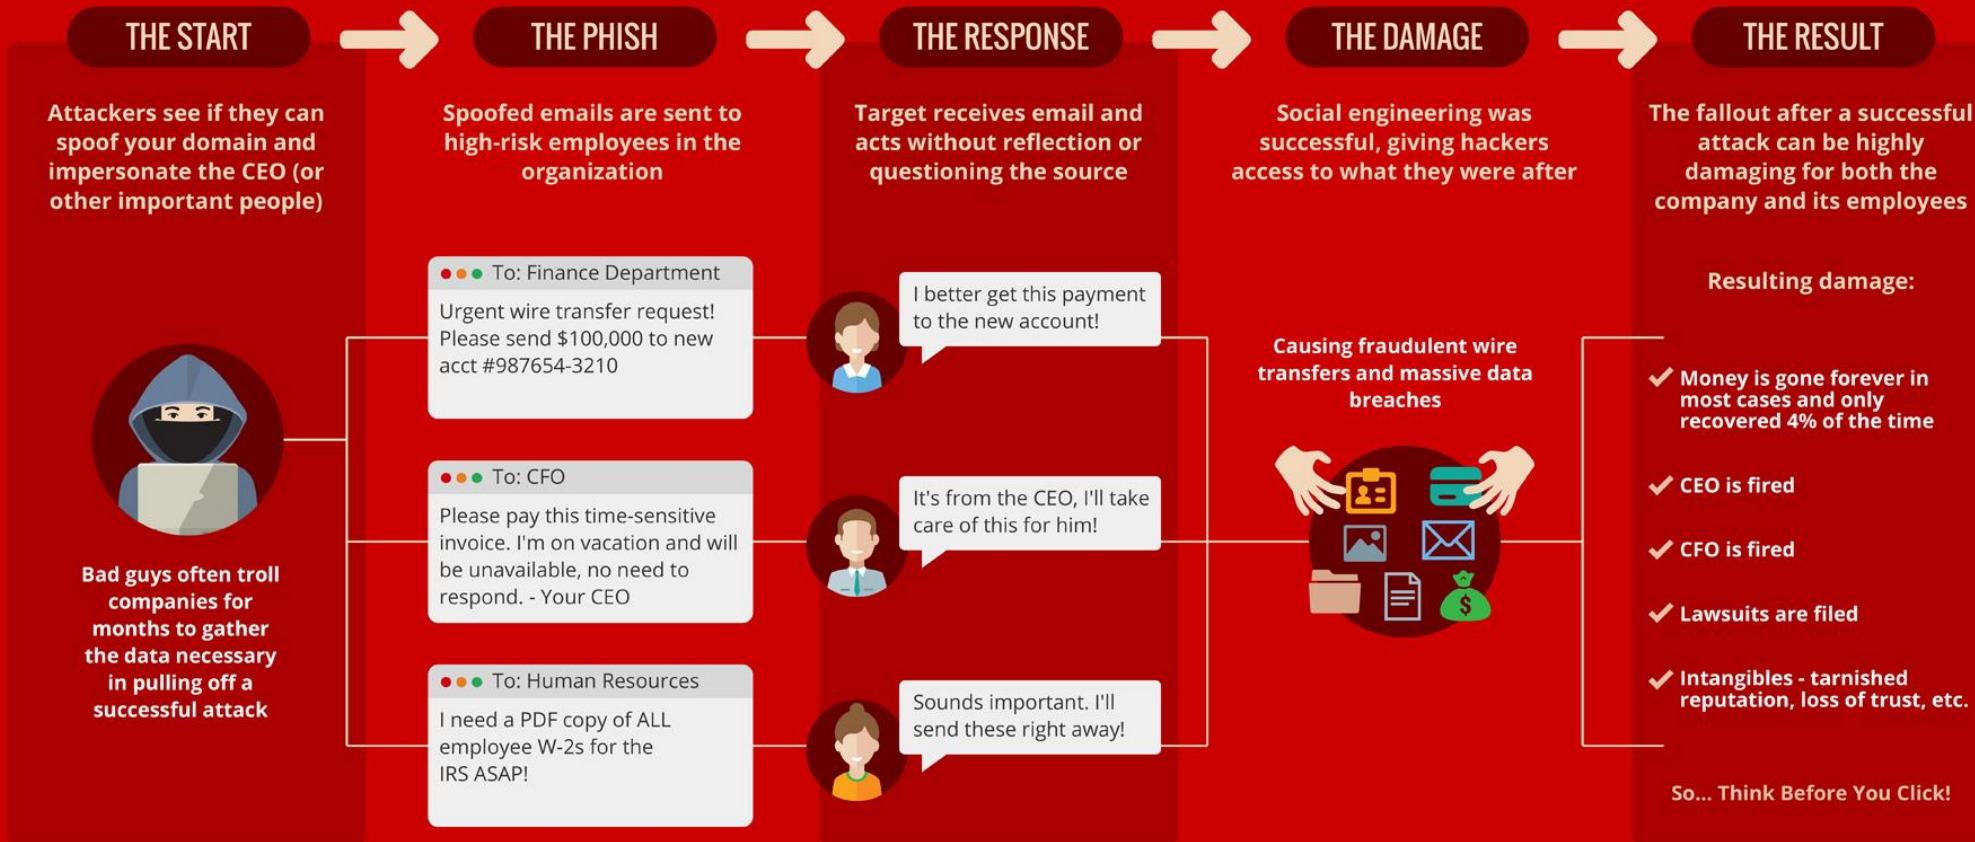 THE START
Attackers see if they can
spoof your domain and
impersonate the CEO (or
other important people)
Bad guys often troll
companies for
months to gather
the data necessary
in pulling off a
successful attack
THE PHISH
Spoofed emails are sent to
high-risk employees in the
organization
To: Finance Department
Urgent wire transfer request!
Please send $100,000 to new
acct #987654-3210
To: CFO
Please pay this time-sensitive
invoice. I'm on vacation and will
be unavailable, no need to
respond. - Your CEO
To: Human Resources
I need a PDF copy of ALL
employee W-2s for the
IRS ASAP!
THE RESPONSE
Target receives email and
acts without reflection or
questioning the source
I better get this payment
to the new account!
It's from the CEO, I'll take
care of this for him!
Sounds important. I'll
send these right away!
THE DAMAGE
Social engineering was
successful, giving hackers
access to what they were after
Causing fraudulent wire
transfers and massive data
breaches
$
THE RESULT
The fallout after a successful
attack can be highly
damaging for both the
company and its employees
Resulting damage:
Money is gone forever in
most cases and only
recovered 4% of the time
CEO is fired
CFO is fired
Lawsuits are filed
Intangibles - tarnished
reputation, loss of trust, etc.
So... Think Before You Click!